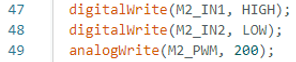 47 digitalWrite(M2_IN1, HIGH);
48 digitalWrite(M2_IN2, LOW);
49 analogWrite(M2_PWM, 200);